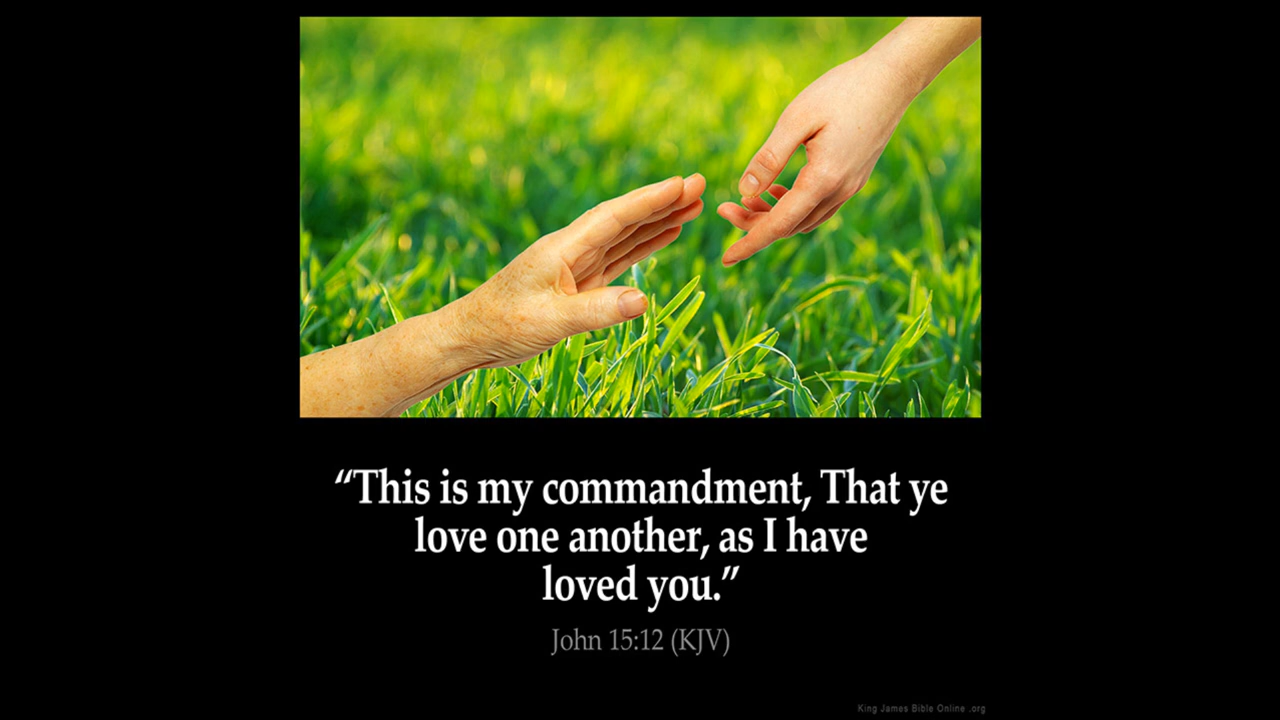 “This is my commandment, That ye
love one another, as I have
loved you.”
John 15:12 (KJV)
King James Bible Online .org